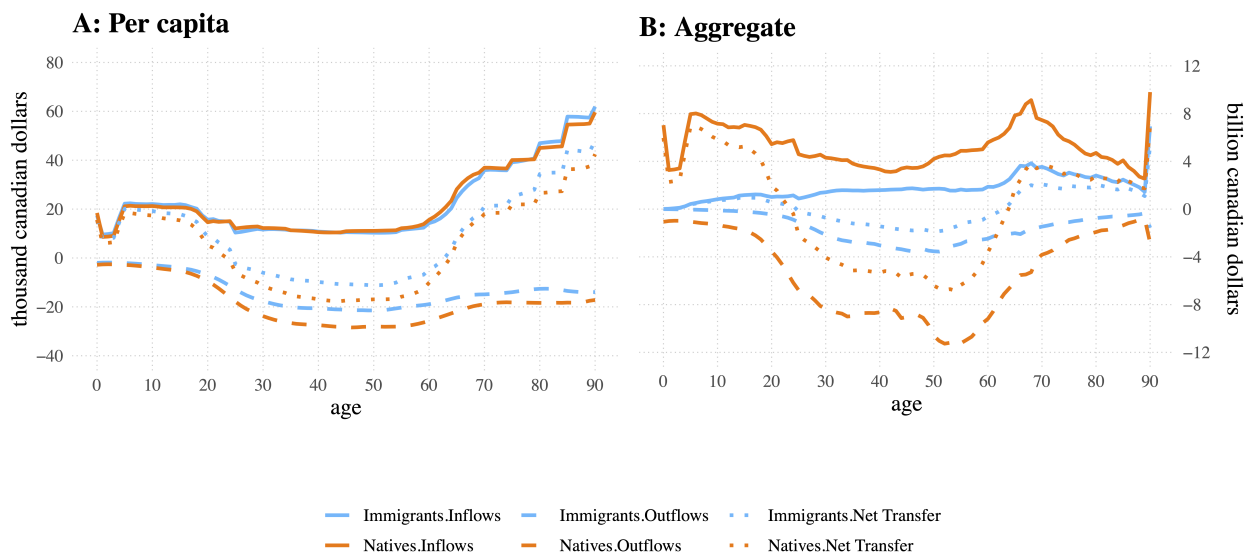 A: Per capita
B: Aggregate
thousand canadian dollars
80
60
40
20
0
−20
−40
0 10 20 30 40 50 60 70 80 90
age
12
8
4
0
−4
−8
−12
billion canadian dollars
0 10 20 30 40 50 60 70 80 90
age
Immigrants.Inflows Immigrants.Outflows Immigrants.Net Transfer
Natives.Inflows Natives.Outflows Natives.Net Transfer